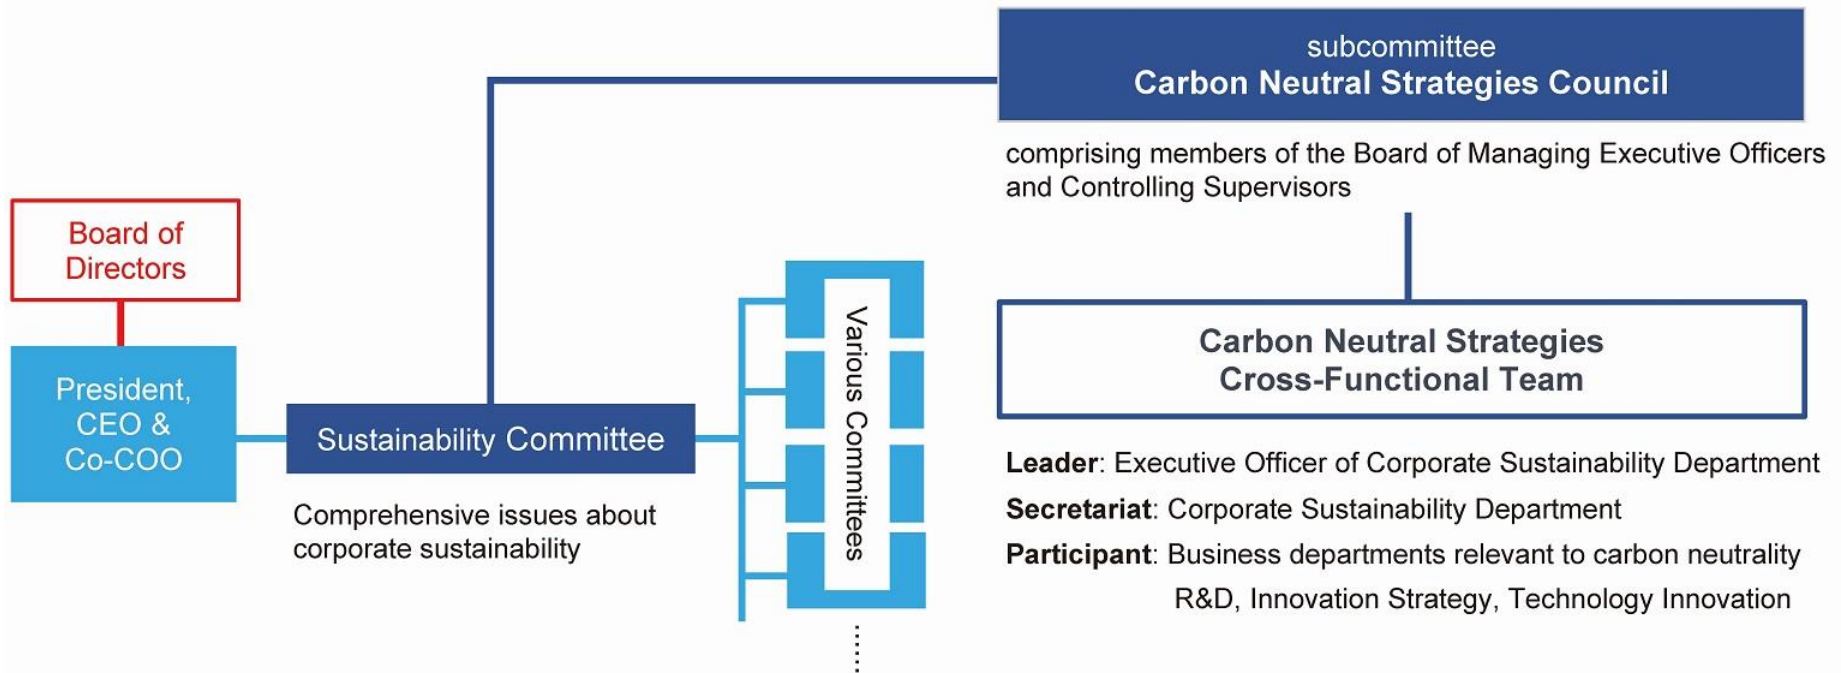 subcommittee
Carbon Neutral Strategies Council
comprising members of the Board of Managing Executive Officers
and Controlling Supervisors
Board of
Directors
President,
CEO &
Co-COO
Sustainability Committee
Comprehensive issues about
corporate sustainability
Various Committees
Carbon Neutral Strategies
Cross-Functional Team
Leader: Executive Officer of Corporate Sustainability Department
Secretariat: Corporate Sustainability Department
Participant: Business departments relevant to carbon neutrality
R&D, Innovation Strategy, Technology Innovation